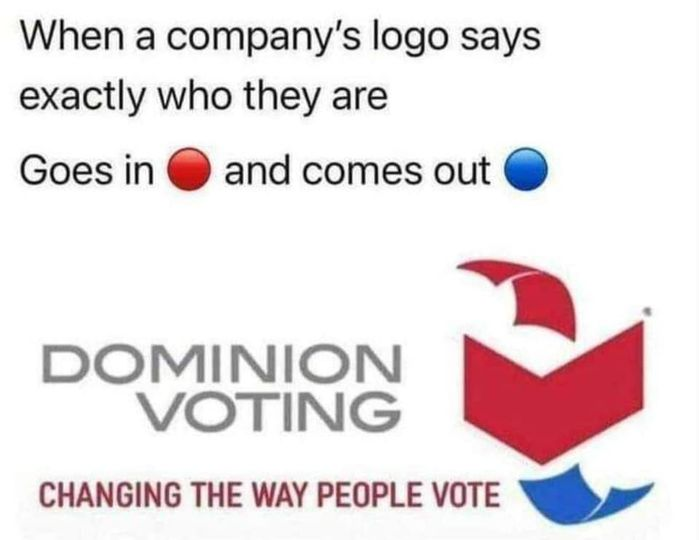 When a company's logo says
exactly who they are
Goes in 🔴 and comes out 🔵
DOMINION
VOTING
CHANGING THE WAY PEOPLE VOTE